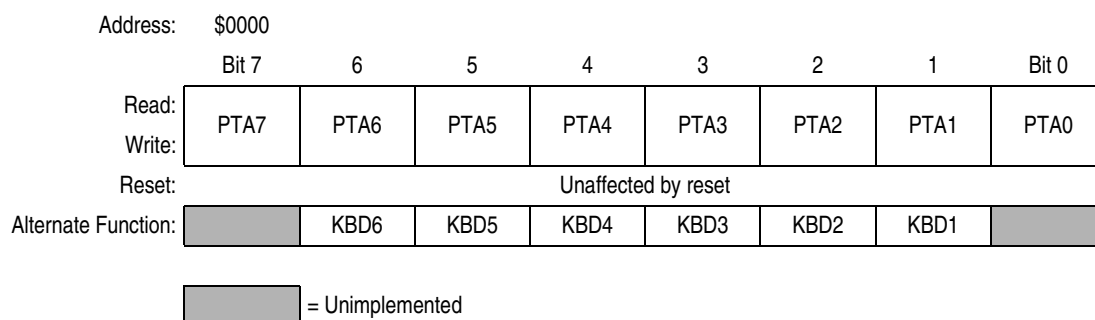 Address: $0000
Bit 7 6 5 4 3 2 1 Bit 0
Read:
PTA7 PTA6 PTA5 PTA4 PTA3 PTA2 PTA1 PTA0
Write:
Reset: Unaffected by reset
Alternate Function: KBD6 KBD5 KBD4 KBD3 KBD2 KBD1
= Unimplemented